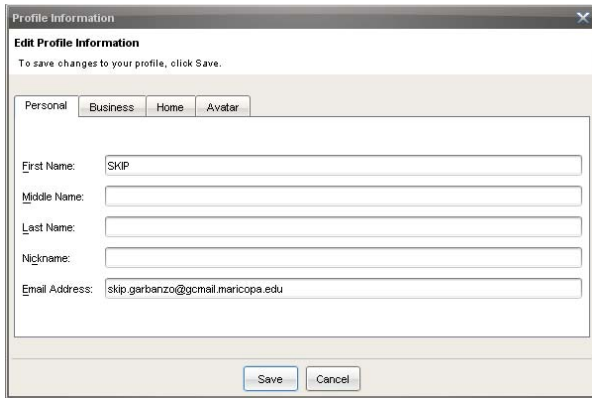 Profile Information
Edit Profile Information
To save changes to your profile, click Save.
Personal Business Home Avatar
First Name: SKIP
Middle Name:
Last Name:
Nickname:
Email Address: skip.garbanzo@gcmail.maricopa.edu
Save Cancel